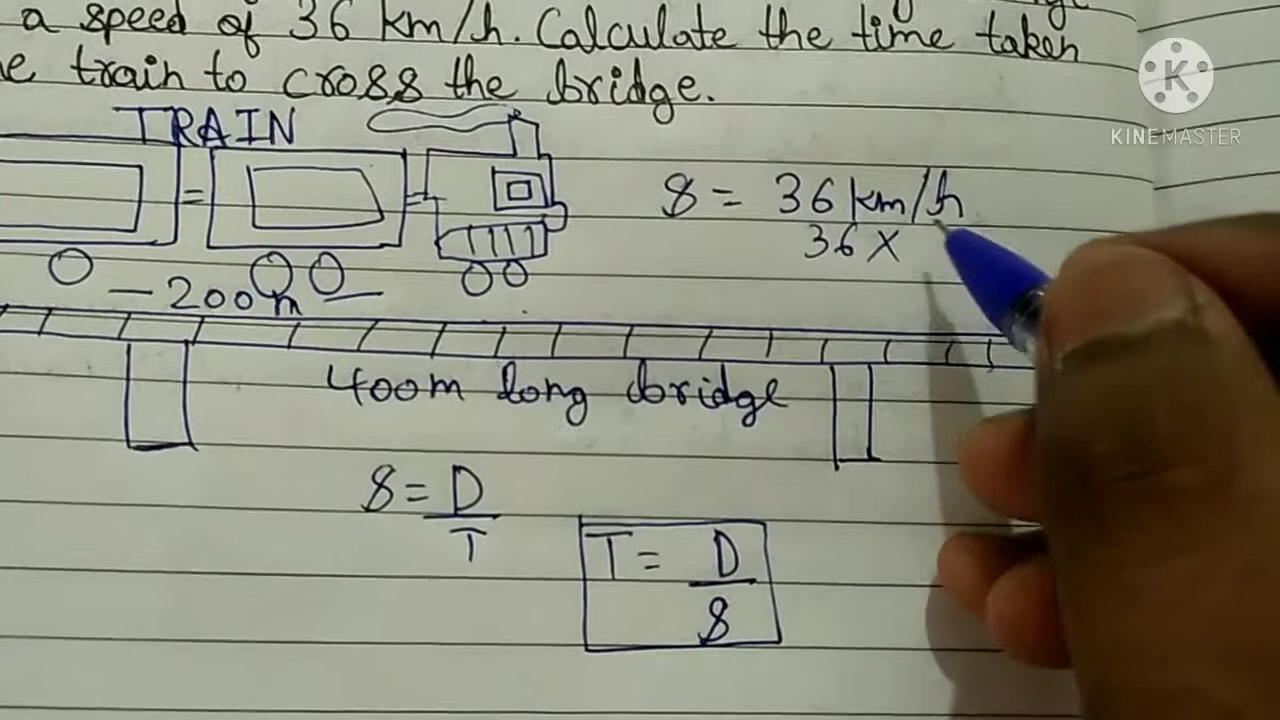 a speed of 36 km/h. Calculate the time taken
train to cross the bridge.
TRAIN
K
KINEMASTER
S = 36 km/h
36 X
- 200m -
400m long bridge
S = D
T
T = D
S